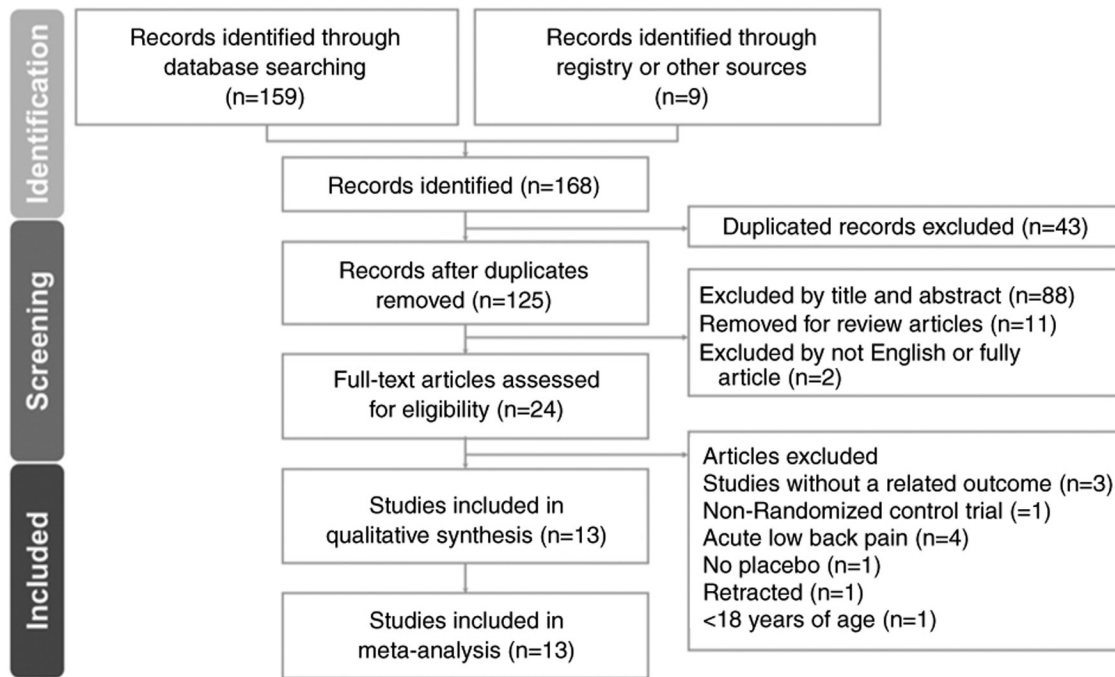 Identification
Records identified through
database searching
(n=159)
Records identified through
registry or other sources
(n=9)
Records identified (n=168)
Screening
Duplicated records excluded (n=43)
Records after duplicates
removed (n=125)
Excluded by title and abstract (n=88)
Removed for review articles (n=11)
Excluded by not English or fully
article (n=2)
Full-text articles assessed
for eligibility (n=24)
Included
Articles excluded
Studies without a related outcome (n=3)
Non-Randomized control trial (=1)
Acute low back pain (n=4)
No placebo (n=1)
Retracted (n=1)
<18 years of age (n=1)
Studies included in
qualitative synthesis (n=13)
Studies included in
meta-analysis (n=13)